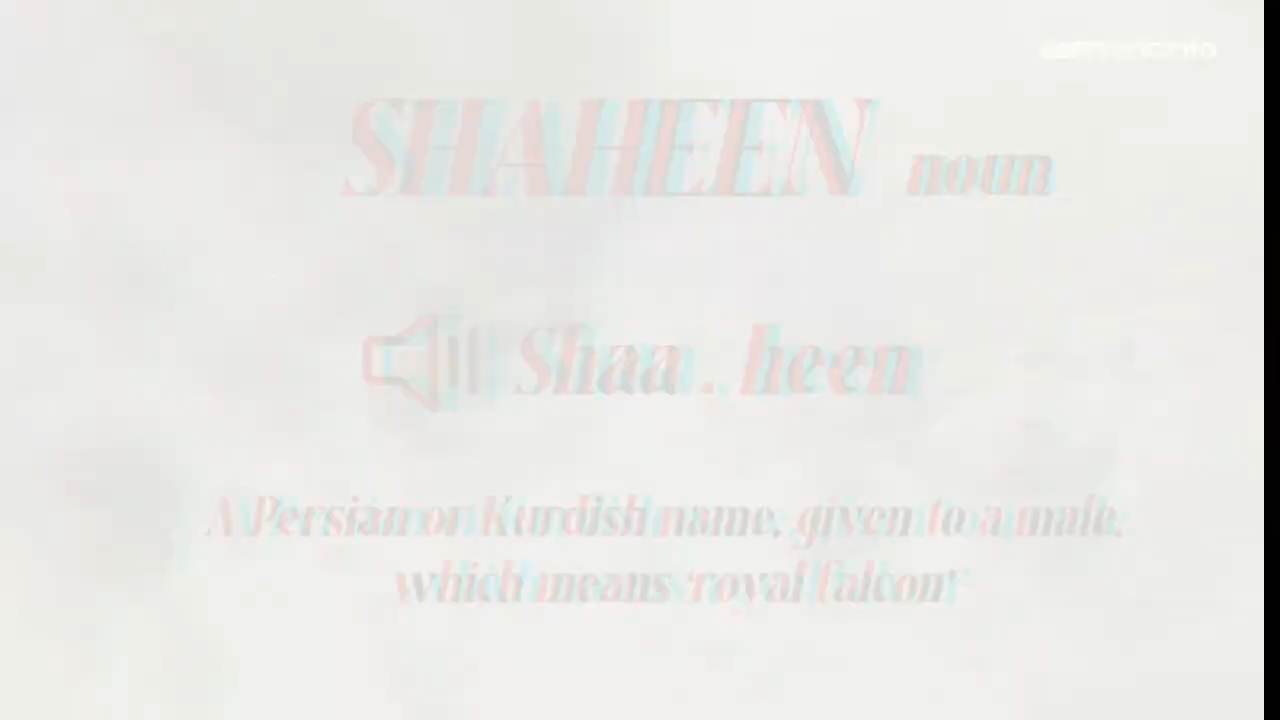 SHAHEEN noun
Shaa . heen
A Persian or Kurdish name, given to a male,
which means 'royal falcon'